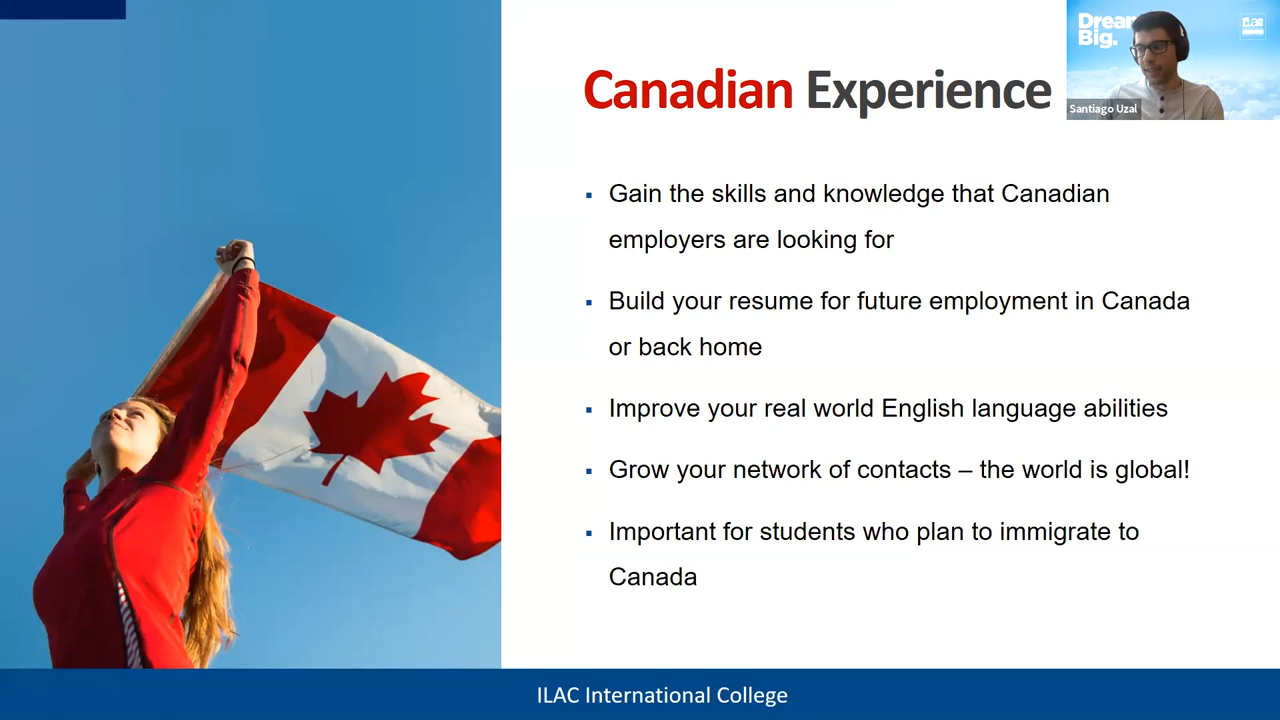 Canadian Experience
Dream
Big.
ilac
Santiago Uzal
▪ Gain the skills and knowledge that Canadian
employers are looking for
▪ Build your resume for future employment in Canada
or back home
▪ Improve your real world English language abilities
▪ Grow your network of contacts – the world is global!
▪ Important for students who plan to immigrate to
Canada
ILAC International College